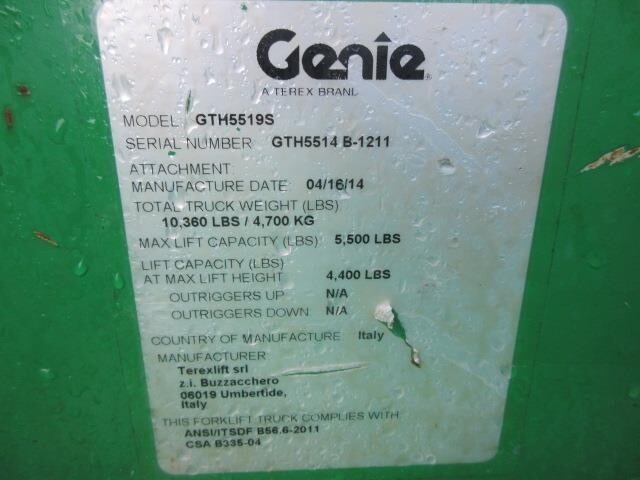 Genie
A TEREX BRAND
MODEL GTH5519S
SERIAL NUMBER GTH5514 B-1211
ATTACHMENT:
MANUFACTURE DATE: 04/16/14
TOTAL TRUCK WEIGHT (LBS)
10,360 LBS / 4,700 KG
MAX LIFT CAPACITY (LBS) 5,500 LBS
LIFT CAPACITY (LBS)
AT MAX LIFT HEIGHT 4,400 LBS
OUTRIGGERS UP N/A
OUTRIGGERS DOWN N/A
COUNTRY OF MANUFACTURE Italy
MANUFACTURER
Terexlift srl
z.i. Buzzacchero
06019 Umbertide,
Italy
THIS FORKLIFT TRUCK COMPLIES WITH:
ANSI/ITSDF B56.6-2011
CSA B335-04